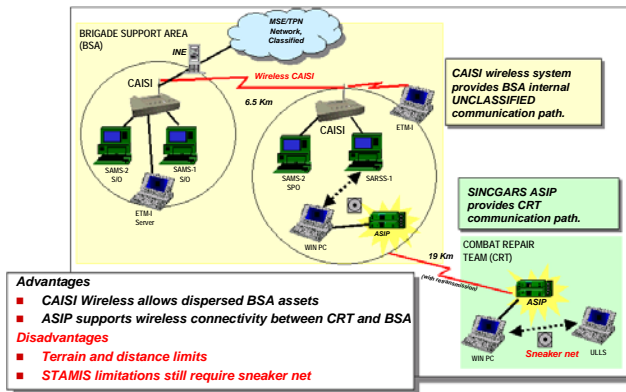 BRIGADE SUPPORT AREA
(BSA)
MSE/TPN
Network,
Classified
INE
Wireless CAISI
CAISI
6.5 Km
CAISI
ETM-I
SAMS-2
S/O
SAMS-1
S/O
ETM-I
Server
SAMS-2
SPO
SARSS-1
WIN PC
ASIP
CAISI wireless system
provides BSA internal
UNCLASSIFIED
communication path.
SINCGARS ASIP
provides CRT
communication path.
19 Km
(with retransmission)
COMBAT REPAIR
TEAM (CRT)
ASIP
WIN PC
ULLS
Sneaker net
Advantages
■ CAISI Wireless allows dispersed BSA assets
■ ASIP supports wireless connectivity between CRT and BSA
Disadvantages
■ Terrain and distance limits
■ STAMIS limitations still require sneaker net